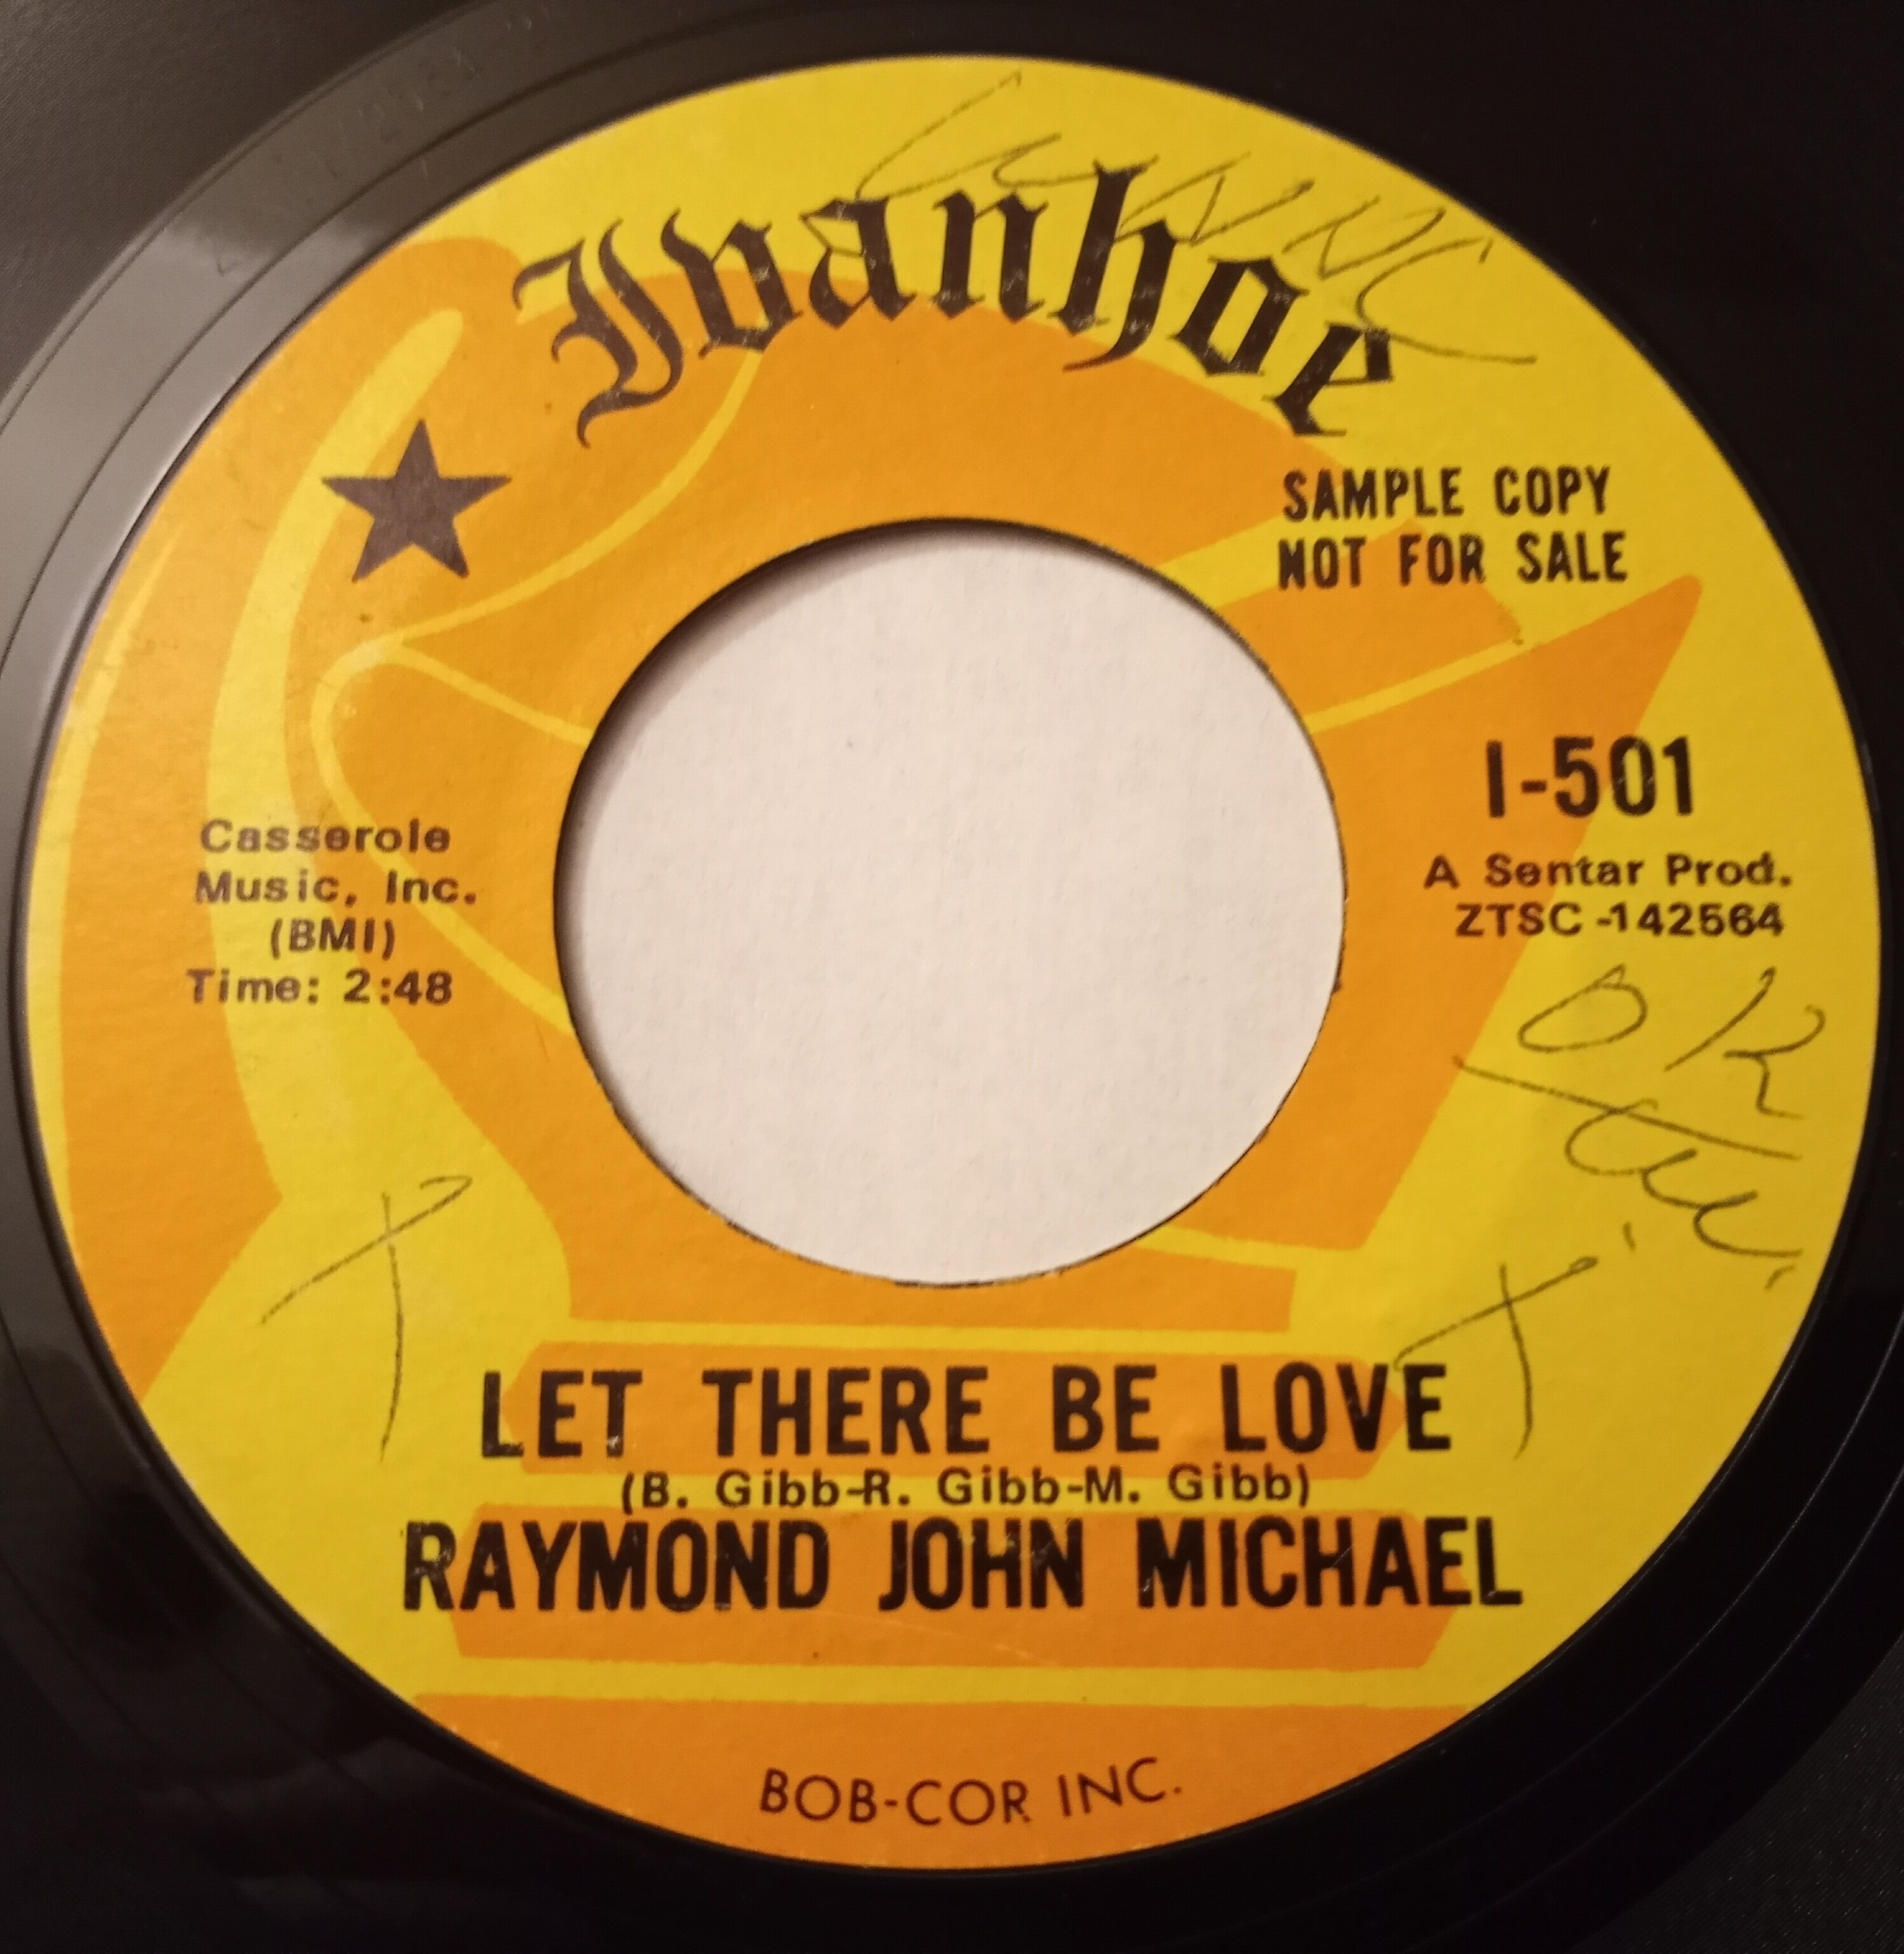 Ivanhoe
SAMPLE COPY
NOT FOR SALE
I-501
A Sentar Prod.
ZTSC-142564
Casserole
Music, Inc.
(BMI)
Time: 2:48
OK
LET THERE BE LOVE
(B. Gibb-R. Gibb-M. Gibb)
RAYMOND JOHN MICHAEL
BOB-COR INC.